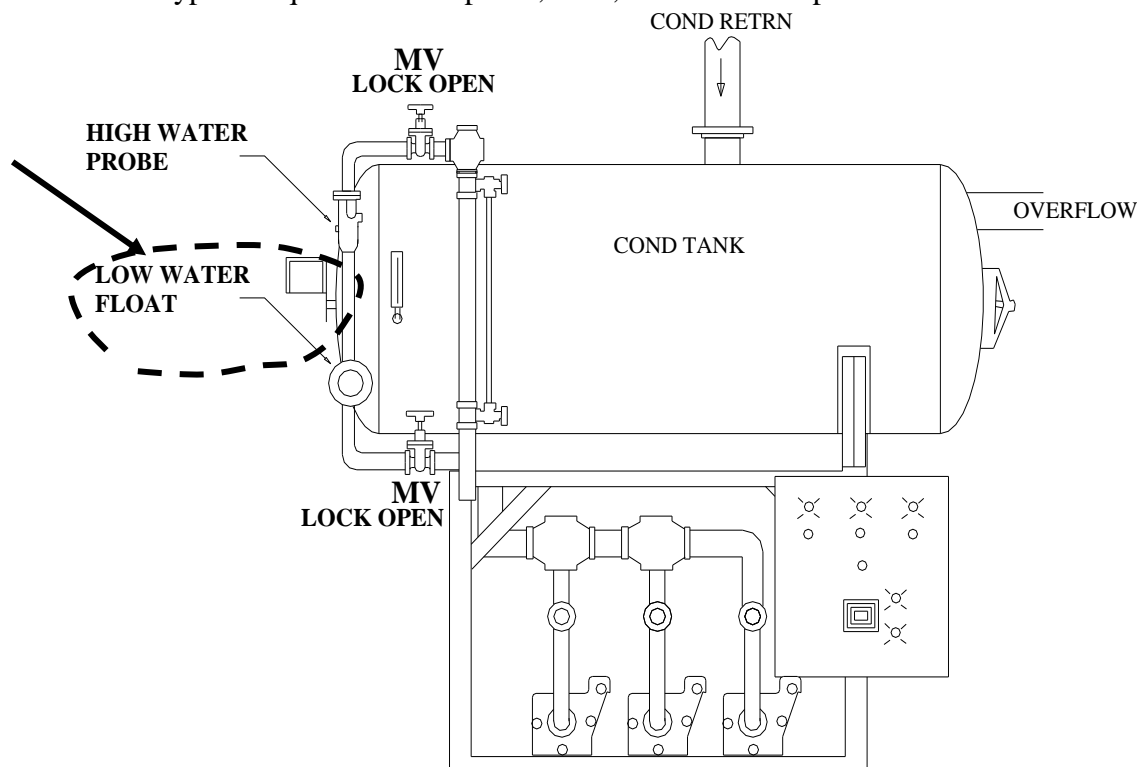 COND RETRN
MV
LOCK OPEN
HIGH WATER
PROBE
OVERFLOW
COND TANK
LOW WATER
FLOAT
MV
LOCK OPEN